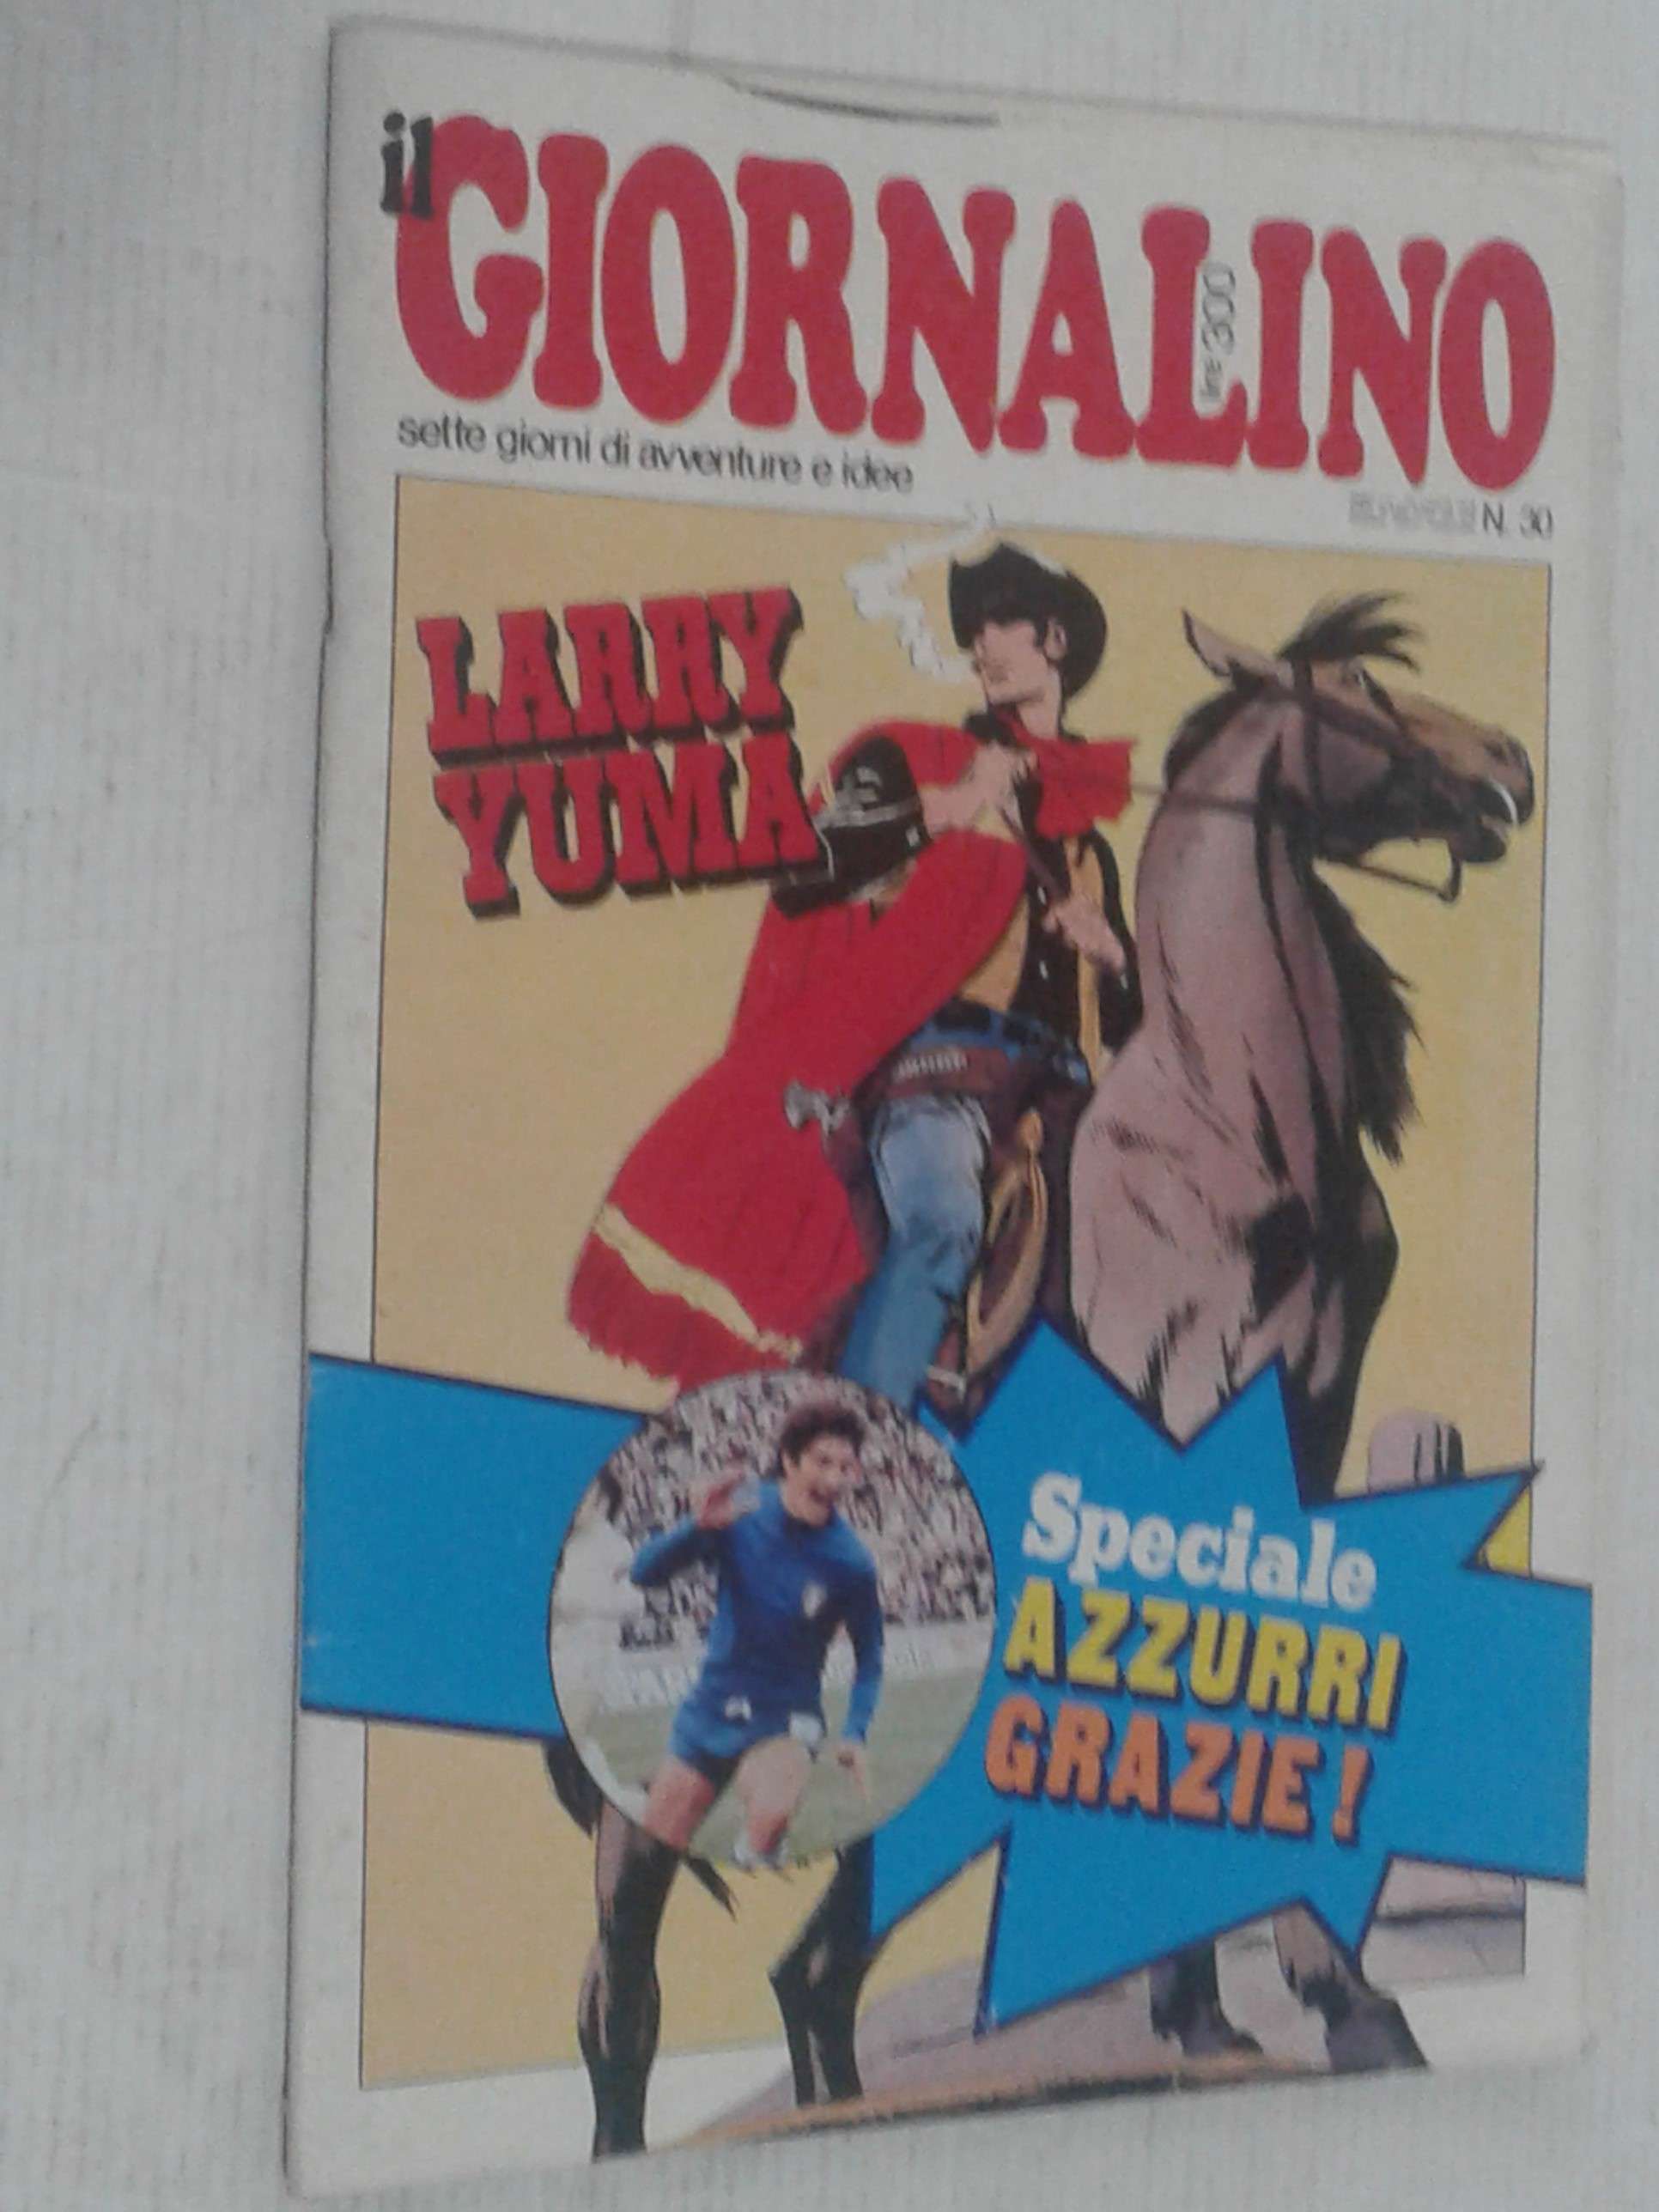 il GIORNALINO
lire 300
sette giorni di avventure e idee
N. 30
LARRY
YUMA
Speciale
AZZURRI
GRAZIE!